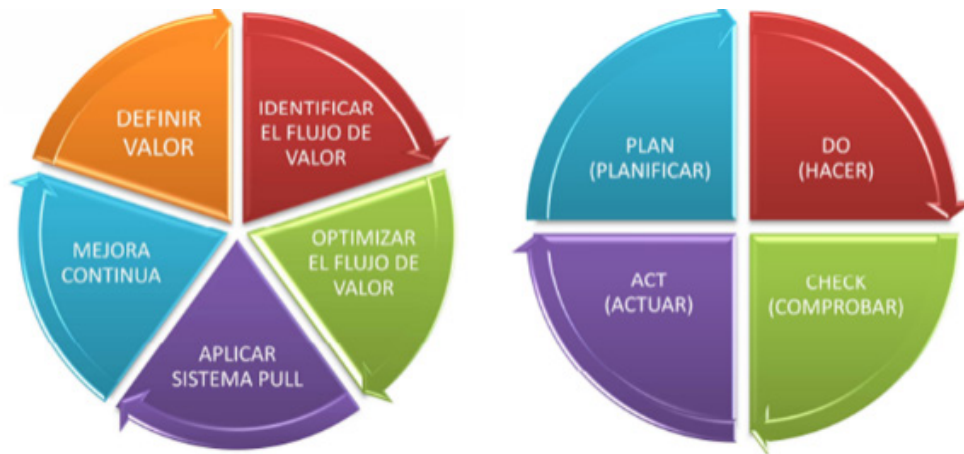 DEFINIR
VALOR
IDENTIFICAR
EL FLUJO DE
VALOR
OPTIMIZAR
EL FLUJO DE
VALOR
APLICAR
SISTEMA PULL
MEJORA
CONTINUA
PLAN
(PLANIFICAR)
DO
(HACER)
CHECK
(COMPROBAR)
ACT
(ACTUAR)